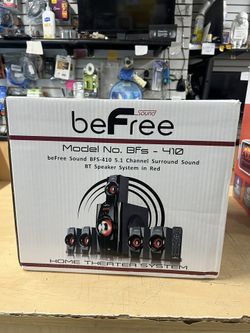 Sound
beFree
Model No. BFS - 410
beFree Sound BFS-410 5.1 Channel Surround Sound
BT Speaker System in Red
HOME THEATER SYSTEM